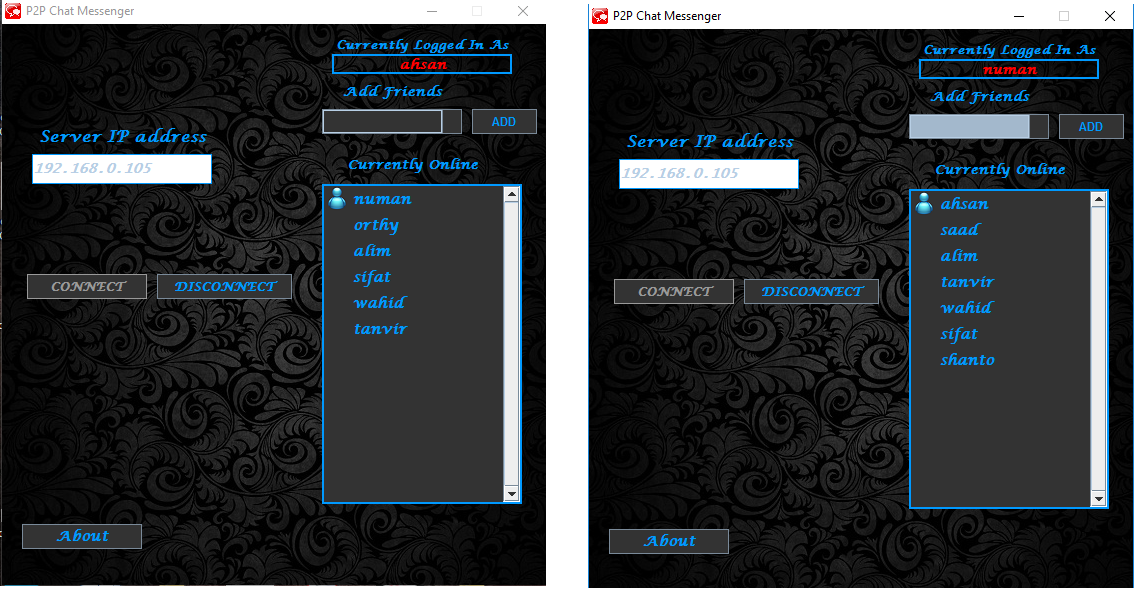 P2P Chat Messenger
Currently Logged In As
ahsan
Add Friends
ADD
Server IP address
192.168.0.105
Currently Online
numan
orthy
alim
sifat
wahid
tanvir
CONNECT
DISCONNECT
About
P2P Chat Messenger
Currently Logged In As
numan
Add Friends
ADD
Server IP address
192.168.0.105
Currently Online
ahsan
saad
alim
tanvir
wahid
sifat
shanto
CONNECT
DISCONNECT
About